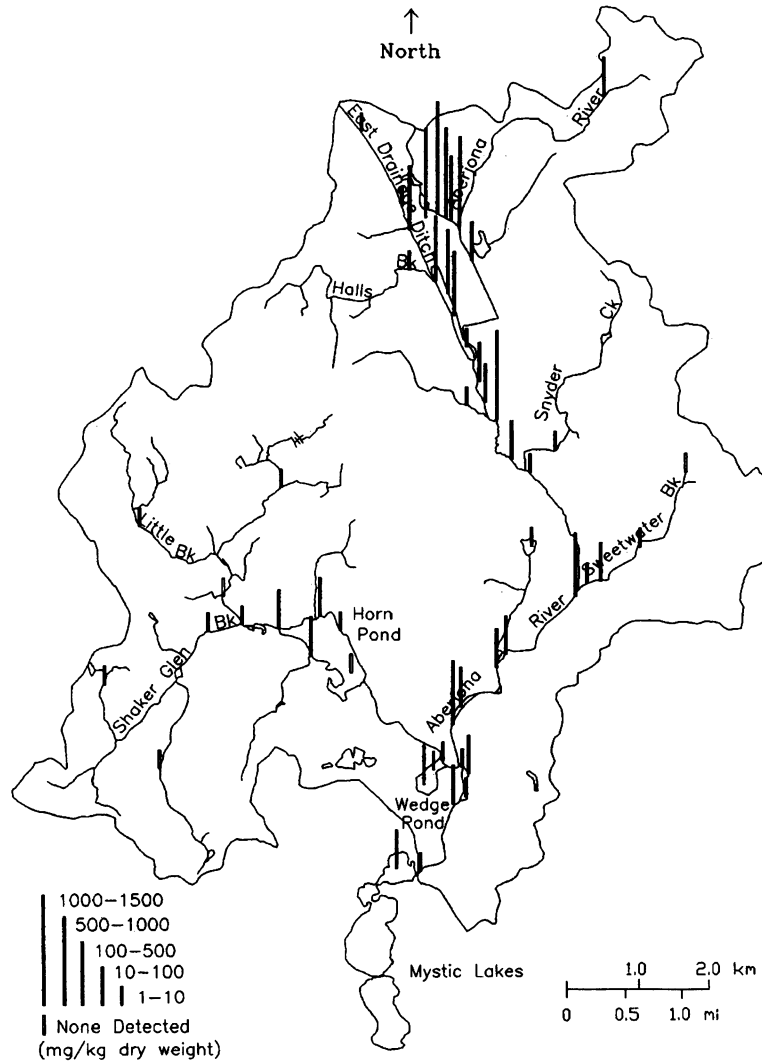 North
River
East Drainage Ditch
Aberjona
Halls Bk
Snyder Ck
Sweetwater Bk
Little Bk
River
Horn
Pond
Bk
Shaker Glen
Aberjona
Wedge
Pond
1000-1500
500-1000
100-500
10-100
1-10
None Detected
(mg/kg dry weight)
Mystic Lakes
1.0 2.0 km
0 0.5 1.0 mi